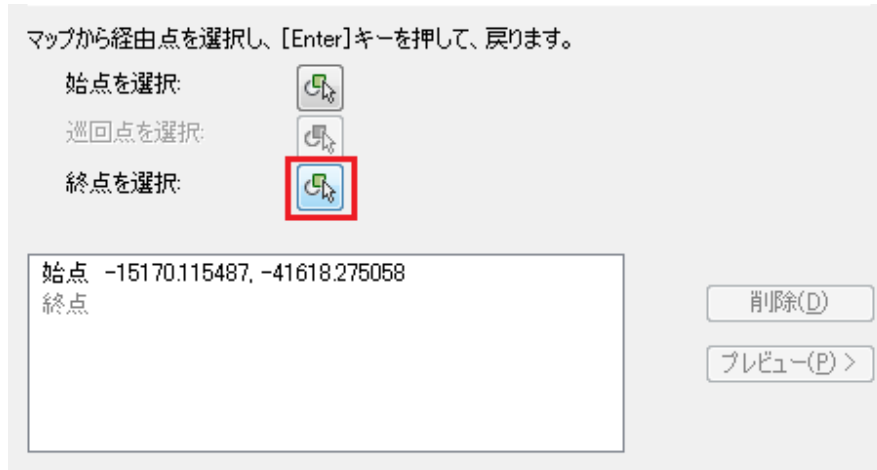 マップから経由点を選択し、[Enter]キーを押して、戻ります。
始点を選択:
巡回点を選択:
終点を選択:
始点 -15170.115487, -41618.275058
終点
削除(D)
プレビュー(P) >